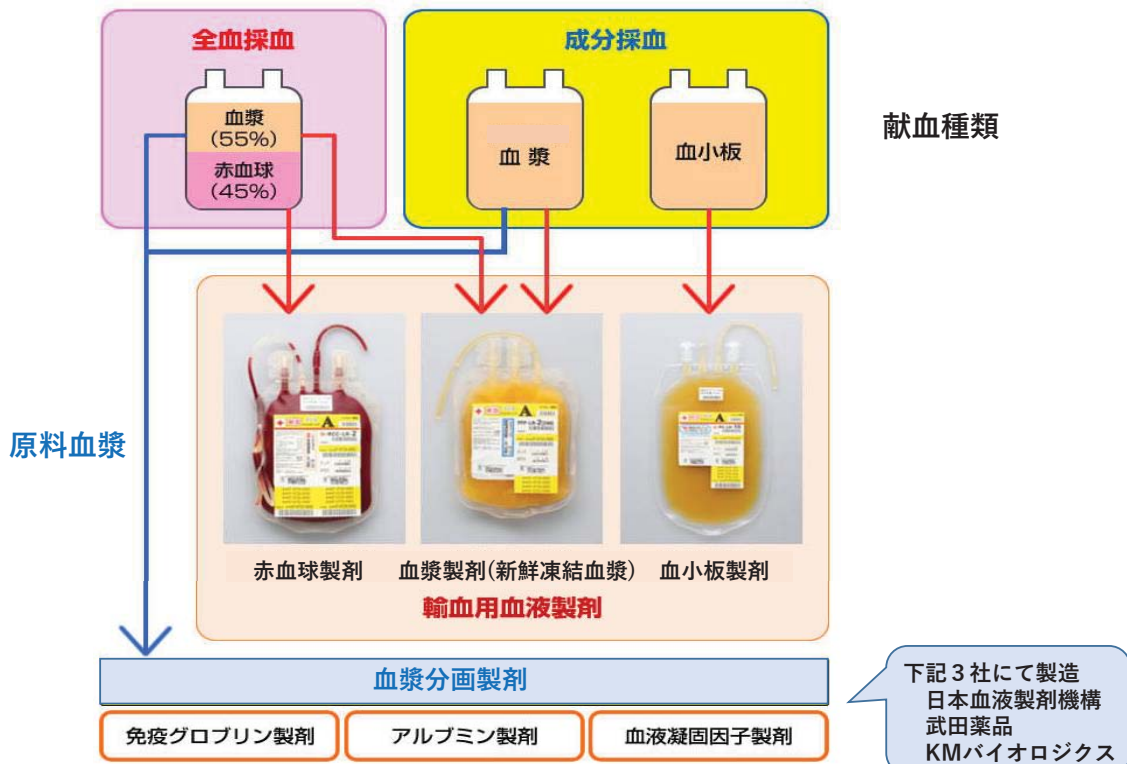 全血採血
成分採血
血漿
(55%)
赤血球
(45%)
血漿
血小板
献血種類
原料血漿
A
A
赤血球製剤
血漿製剤(新鮮凍結血漿)
血小板製剤
輸血用血液製剤
血漿分画製剤
免疫グロブリン製剤
アルブミン製剤
血液凝固因子製剤
下記3社にて製造
日本血液製剤機構
武田薬品
KMバイオロジクス